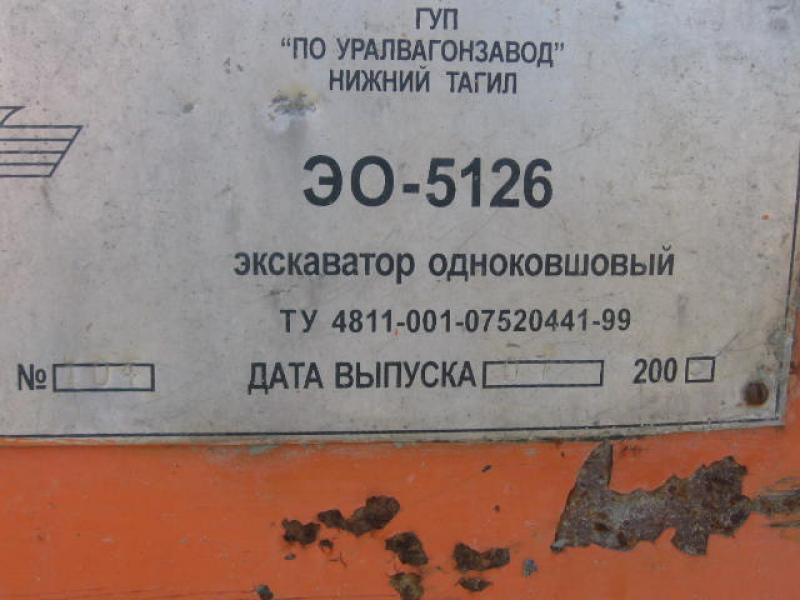 ГУП
"ПО УРАЛВАГОНЗАВОД"
НИЖНИЙ ТАГИЛ
ЭО-5126
экскаватор одноковшовый
ТУ 4811-001-07520441-99
№ ДАТА ВЫПУСКА 200